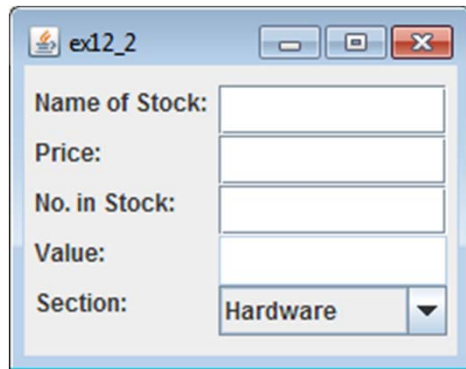 ex12_2
Name of Stock:
Price:
No. in Stock:
Value:
Section:
Hardware